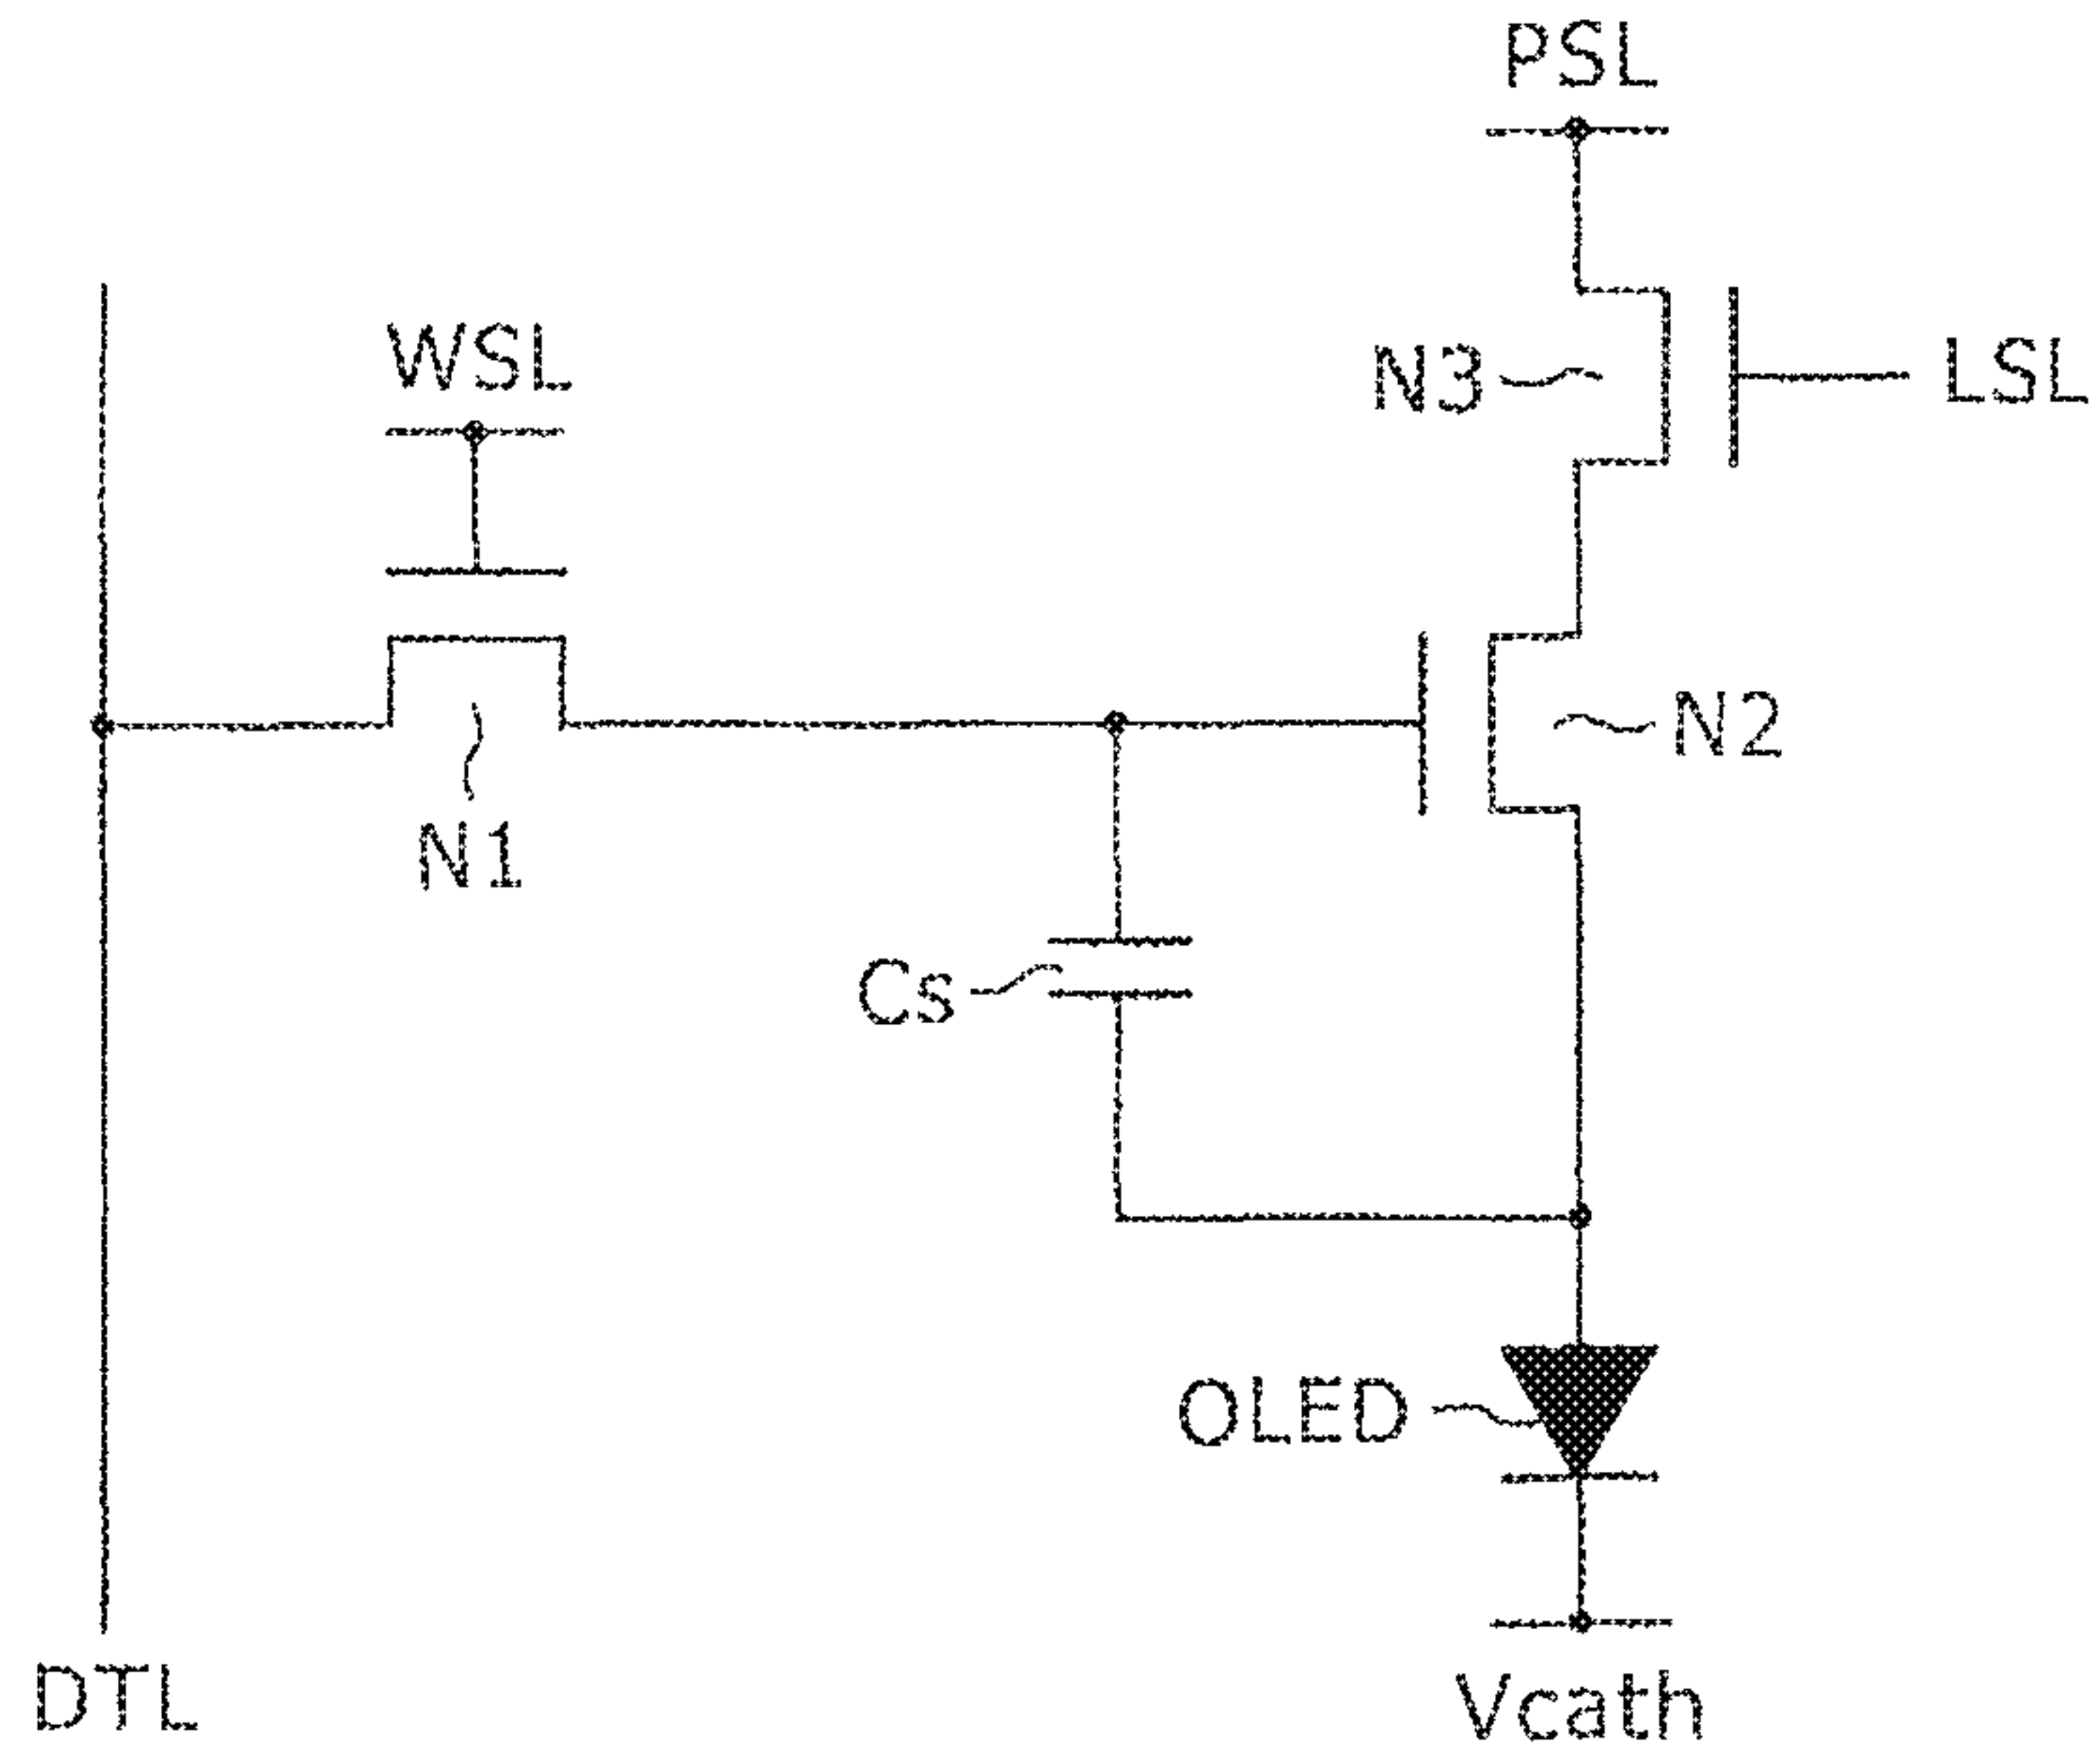 PSL
WSL
N3
LSL
N2
N1
Cs
OLED
DTL
Vcath